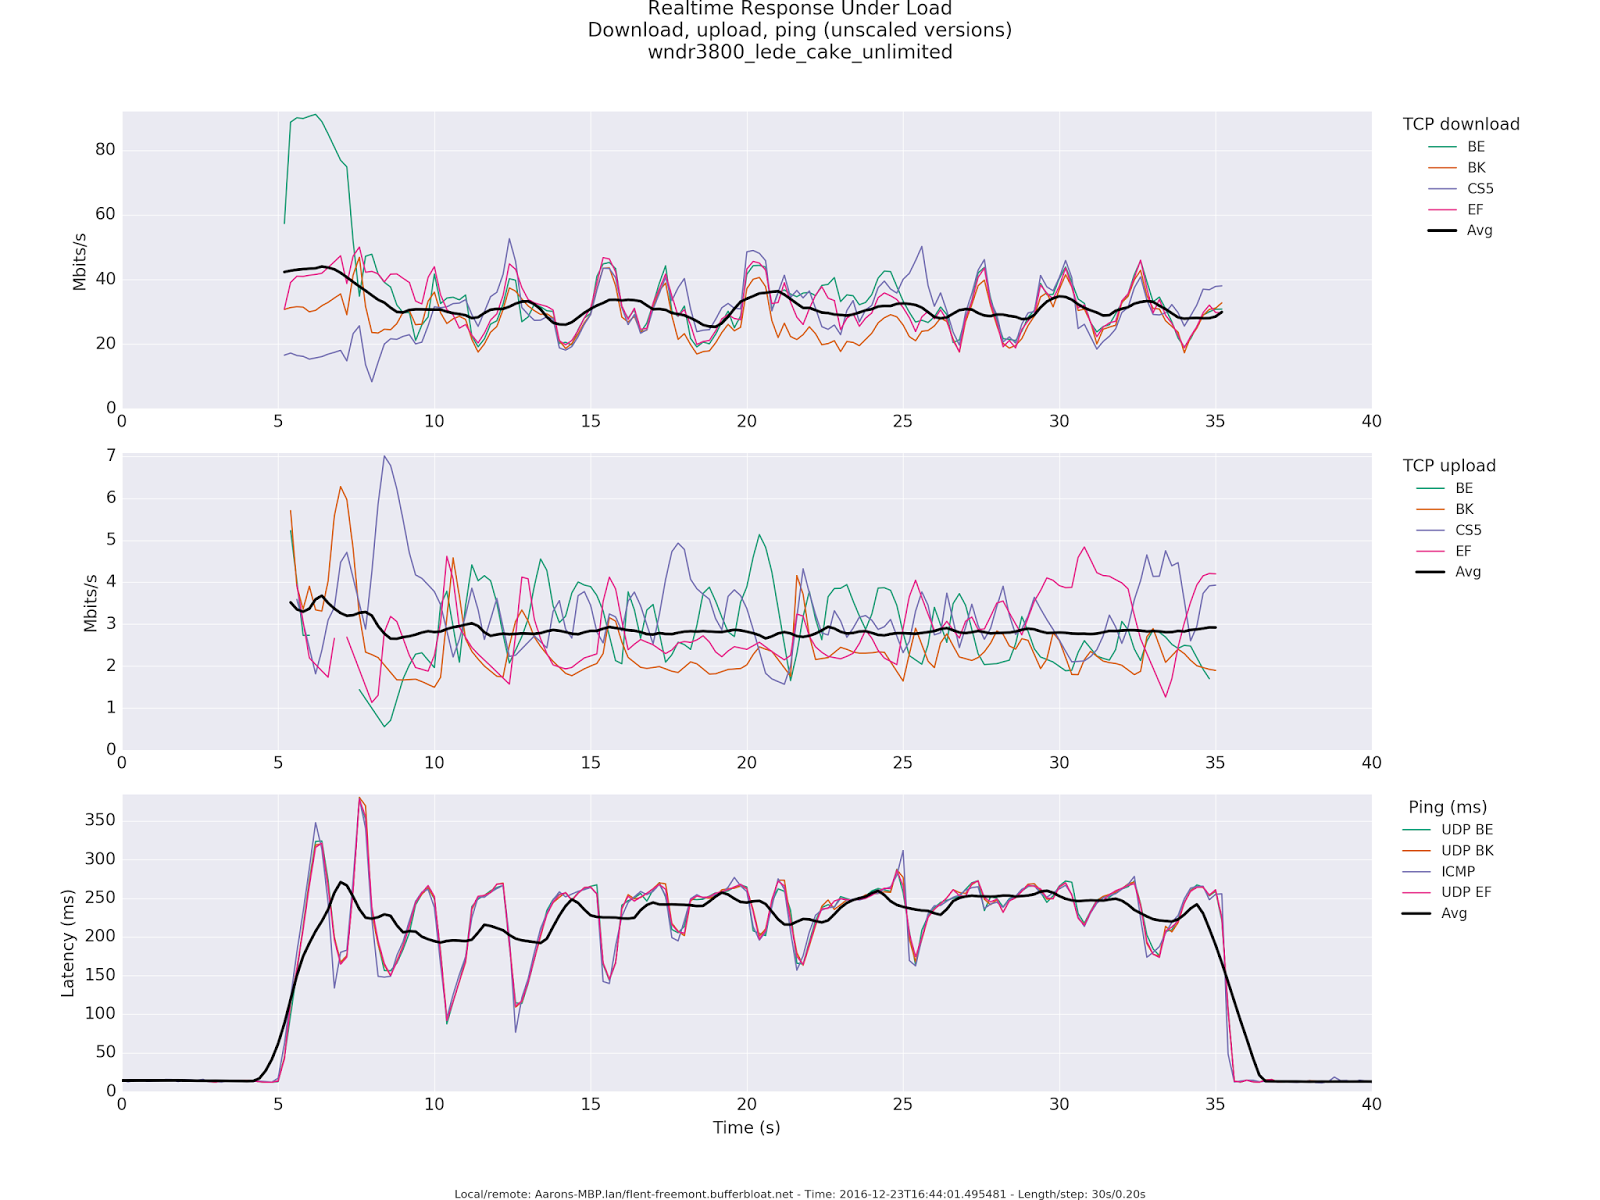 Realtime Response Under Load
Download, upload, ping (unscaled versions)
wndr3800_lede_cake_unlimited
80
60
40
20
0
Mbits/s
0 5 10 15 20 25 30 35 40
TCP download
BE
BK
CS5
EF
Avg
7
6
5
4
3
2
1
0
Mbits/s
0 5 10 15 20 25 30 35 40
TCP upload
BE
BK
CS5
EF
Avg
350
300
250
200
150
100
50
0
Latency (ms)
0 5 10 15 20 25 30 35 40
Time (s)
Ping (ms)
UDP BE
UDP BK
ICMP
UDP EF
Avg
Local/remote: Aarons-MBP.lan/flent-freemont.bufferbloat.net - Time: 2016-12-23T16:44:01.495481 - Length/step: 30s/0.20s